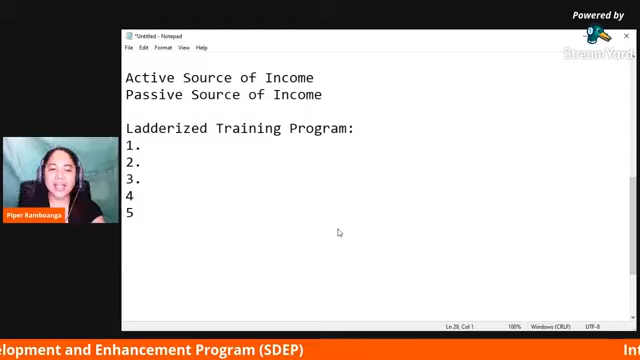 Powered by
StreamYard
*Untitled - Notepad
File Edit Format View Help
Active Source of Income
Passive Source of Income
Ladderized Training Program:
1.
2.
3.
4
5
Piper Ramboanga
Ln 29, Col 1 100% Windows (CRLF) UTF-8
elopment and Enhancement Program (SDEP) Int